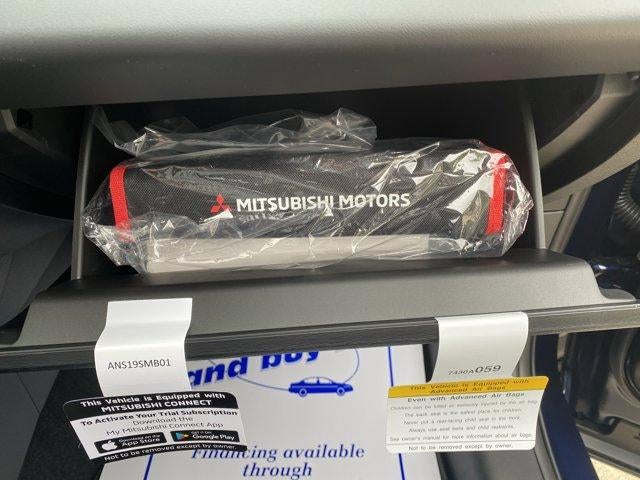 MITSUBISHI MOTORS
ANS19SMB01
This Vehicle is Equipped with
MITSUBISHI CONNECT
To Activate Your Trial Subscription
Download the
My Mitsubishi Connect App
Download on the
App Store
GET IT ON
Google Play
Not to be removed except by owner.
7430A059
This Vehicle is Equipped with
Advanced Air Bags
Even with Advanced Air Bags
Children can be killed or seriously injured by the air bag.
The back seat is the safest place for children.
Never put a rear-facing child seat in the front.
Always use seat belts and child restraints.
See owner's manual for more information about air bags.
Not to be removed except by owner.
and buy
Financing available
through